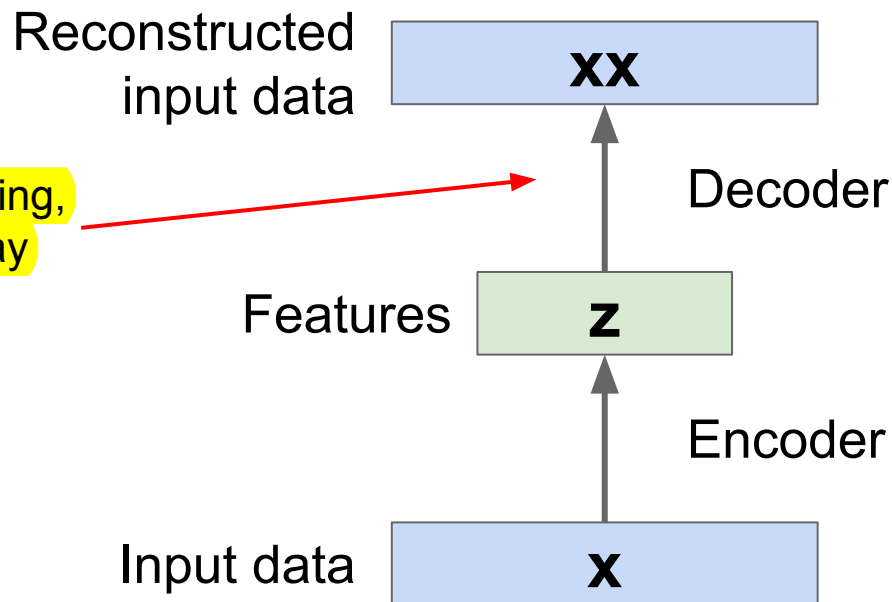 Reconstructed
input data
xx
Decoder
Features
z
Encoder
Input data
x